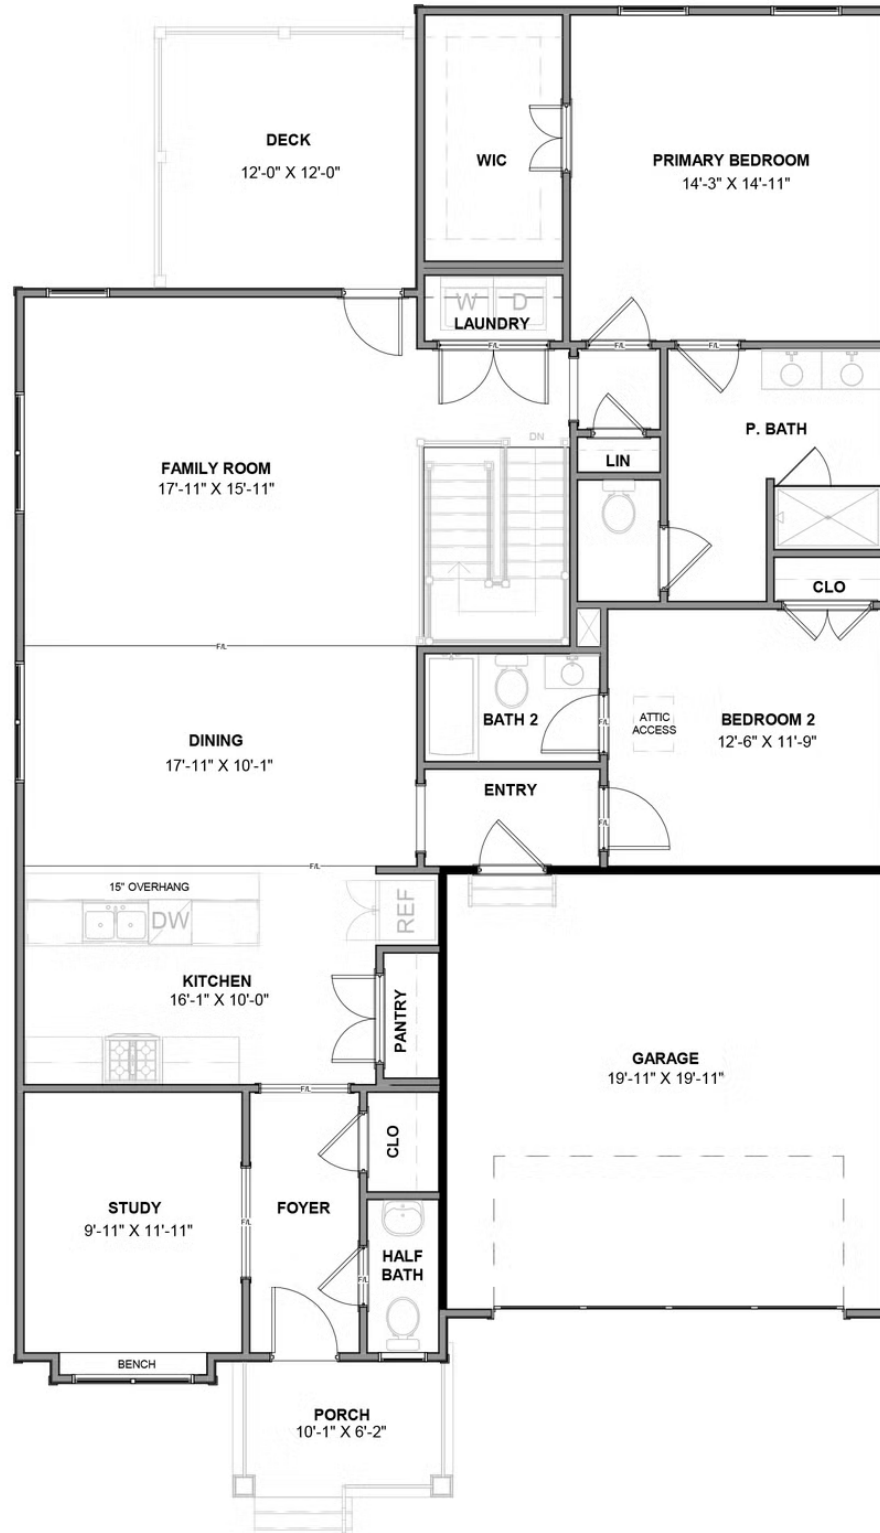 DECK
12'-0" X 12'-0"
WIC
PRIMARY BEDROOM
14'-3" X 14'-11"
W
D
LAUNDRY
F/L
F/L
F/L
DN
P. BATH
LIN
FAMILY ROOM
17'-11" X 15'-11"
CLO
F/L
BATH 2
F/L
ATTIC
ACCESS
BEDROOM 2
12'-6" X 11'-9"
DINING
17'-11" X 10'-1"
ENTRY
F/L
F/L
15" OVERHANG
DW
REF
KITCHEN
16'-1" X 10'-0"
PANTRY
GARAGE
19'-11" X 19'-11"
F/L
CLO
STUDY
9'-11" X 11'-11"
F/L
FOYER
HALF
BATH
F/L
BENCH
PORCH
10'-1" X 6'-2"